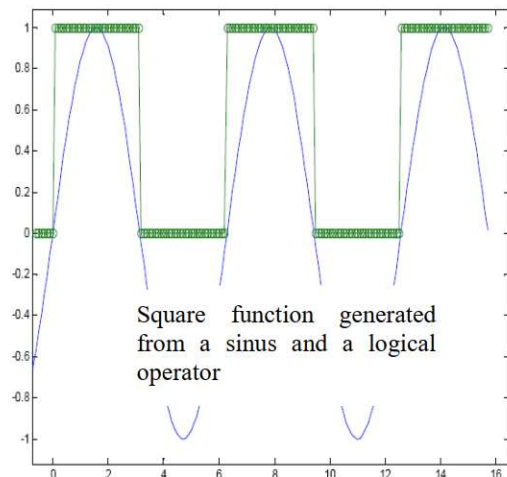 1
0.8
0.6
0.4
0.2
0
-0.2
-0.4
-0.6
-0.8
-1
Square function generated
from a sinus and a logical
operator
0 2 4 6 8 10 12 14 16